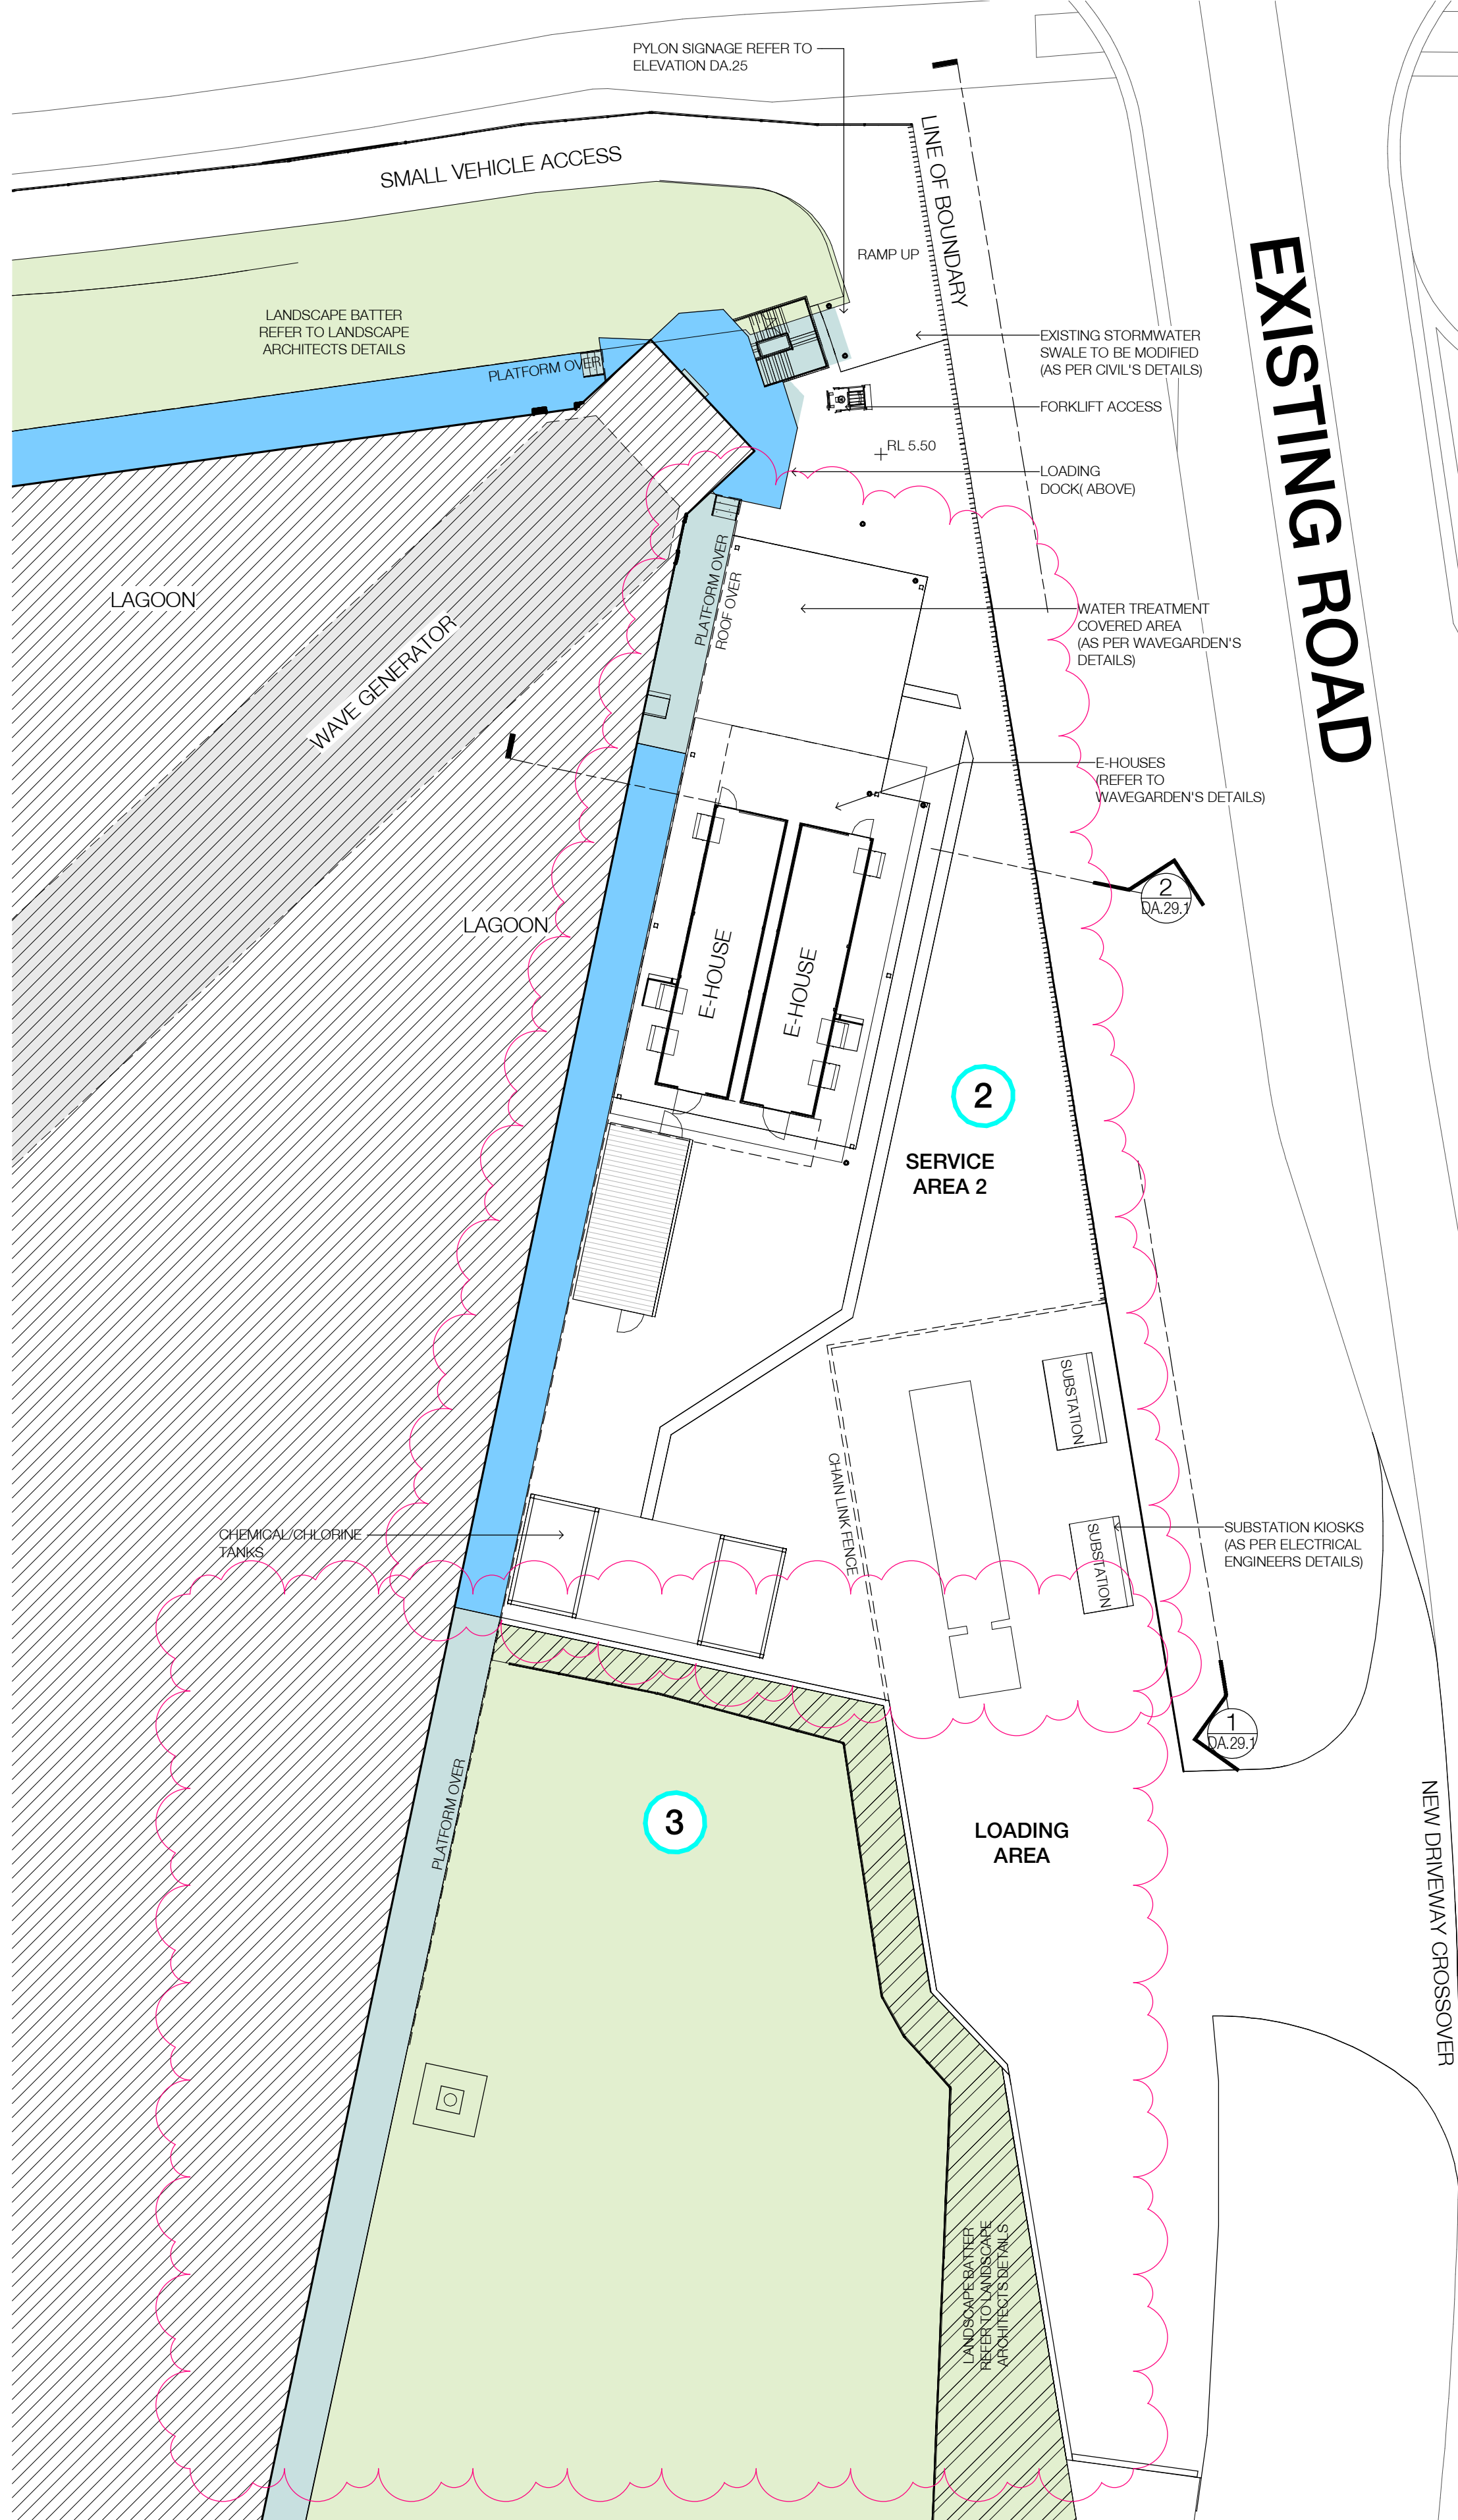 PYLON SIGNAGE REFER TO
ELEVATION DA.25
SMALL VEHICLE ACCESS
LINE OF BOUNDARY
RAMP UP
EXISTING ROAD
LANDSCAPE BATTER
REFER TO LANDSCAPE
ARCHITECTS DETAILS
PLATFORM OVER
EXISTING STORMWATER
SWALE TO BE MODIFIED
(AS PER CIVIL'S DETAILS)
FORKLIFT ACCESS
RL 5.50
LOADING
DOCK( ABOVE)
LAGOON
WAVE GENERATOR
PLATFORM OVER
ROOF OVER
WATER TREATMENT
COVERED AREA
(AS PER WAVEGARDEN'S
DETAILS)
E-HOUSES
(REFER TO
WAVEGARDEN'S DETAILS)
2
DA.29.1
LAGOON
E-HOUSE
E-HOUSE
2
SERVICE
AREA 2
SUBSTATION
CHAIN LINK FENCE
CHEMICAL/CHLORINE
TANKS
SUBSTATION
SUBSTATION KIOSKS
(AS PER ELECTRICAL
ENGINEERS DETAILS)
1
DA.29.1
PLATFORM OVER
3
LOADING
AREA
NEW DRIVEWAY CROSSOVER
LANDSCAPE BATTER
REFER TO LANDSCAPE
ARCHITECTS DETAILS